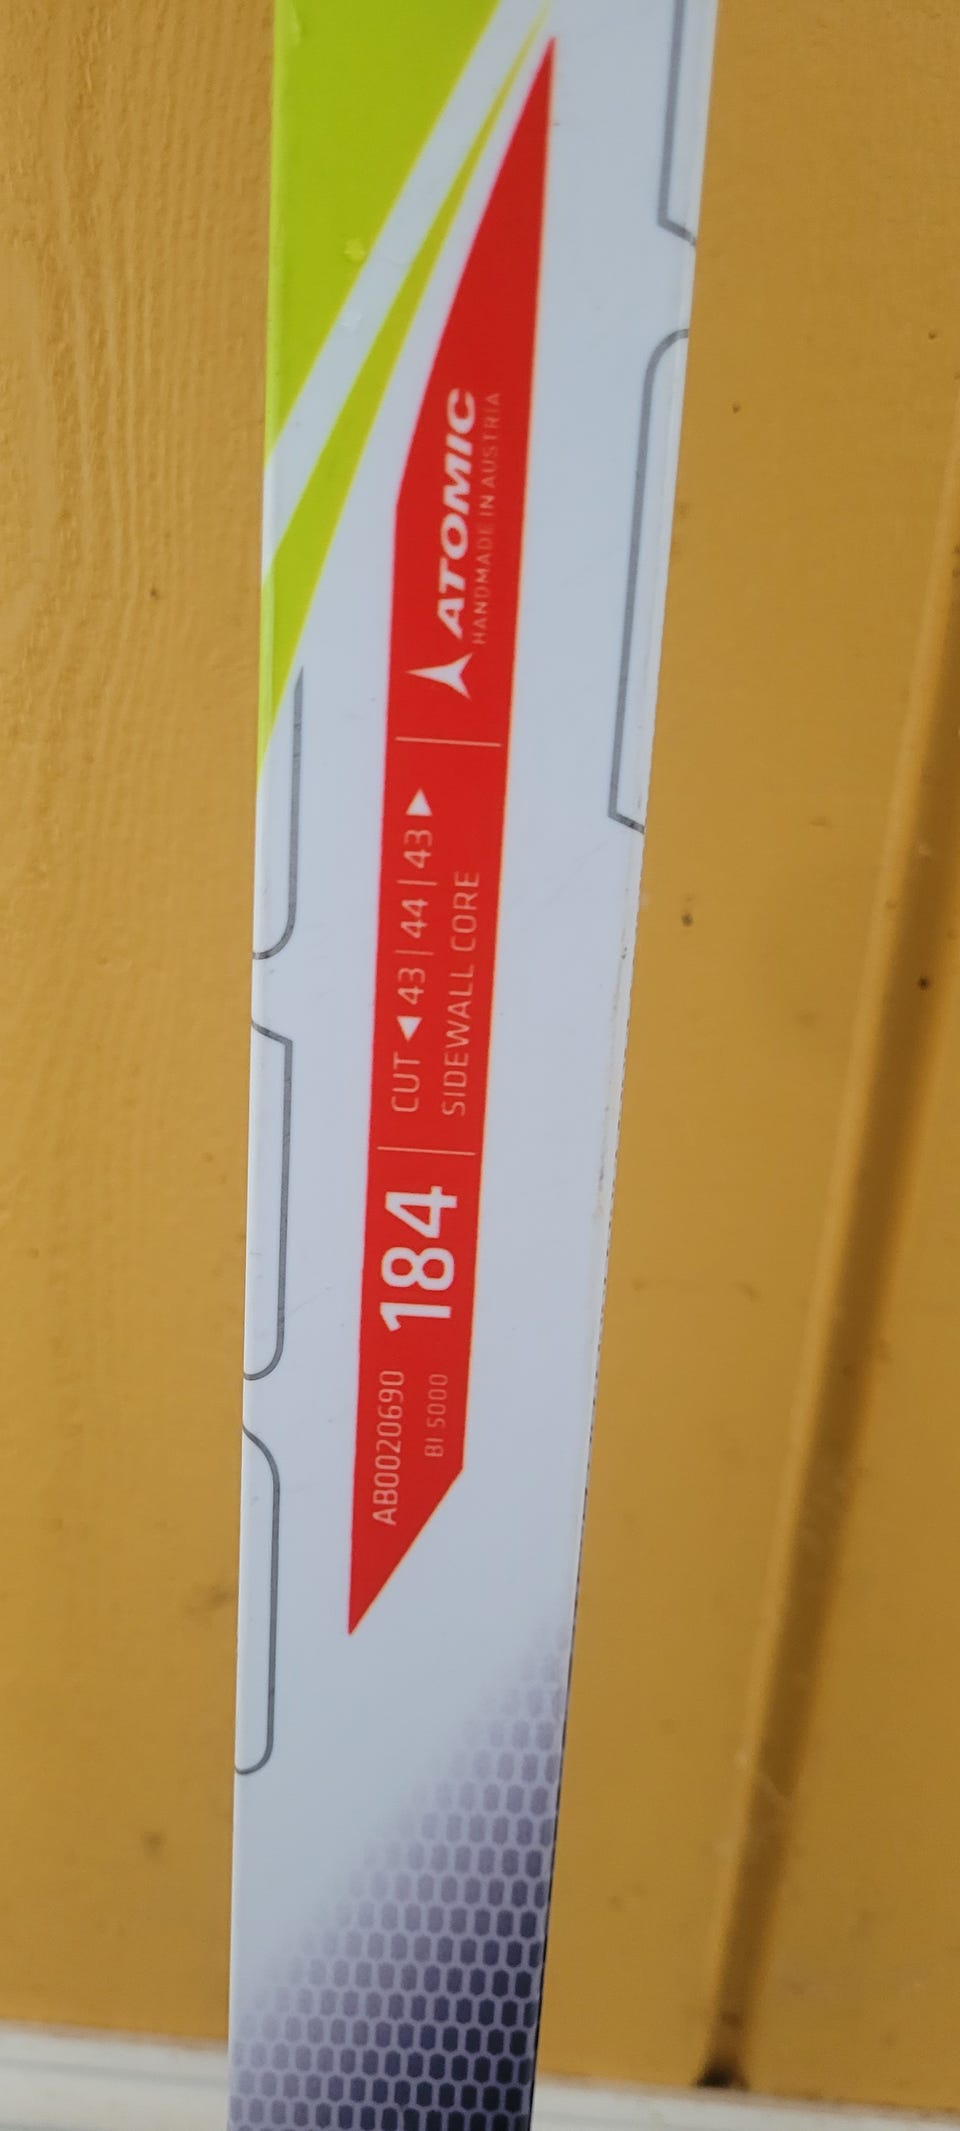 AB0020690
BI 5000
184
CUT ◀ 43 | 44 | 43 ▶
SIDEWALL CORE
ATOMIC
HANDMADE IN AUSTRIA